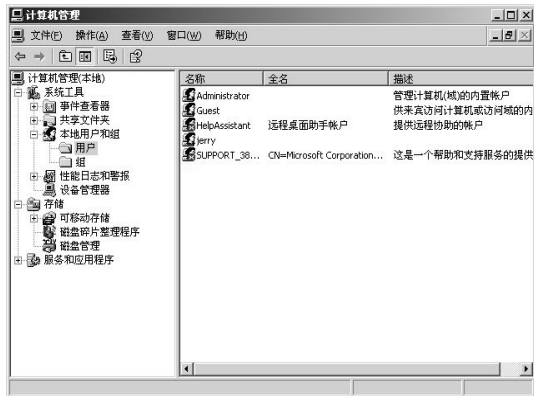 计算机管理
文件(F) 操作(A) 查看(V) 窗口(W) 帮助(H)
计算机管理(本地)
系统工具
事件查看器
共享文件夹
本地用户和组
用户
组
性能日志和警报
设备管理器
存储
可移动存储
磁盘碎片整理程序
磁盘管理
服务和应用程序
名称 全名 描述
Administrator 管理计算机(域)的内置帐户
Guest 供来宾访问计算机或访问域的内
HelpAssistant 远程桌面助手帐户 提供远程协助的帐户
jerry
SUPPORT_38... CN=Microsoft Corporation... 这是一个帮助和支持服务的提供